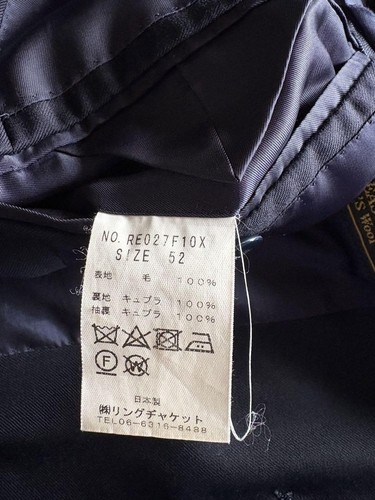 NO. RE027F10X
SIZE 52
表地 毛 100%
裏地 キュプラ 100%
袖裏 キュプラ 100%
F W
日本製
㈱リングヂャケット
TEL06-6316-8488
Wool